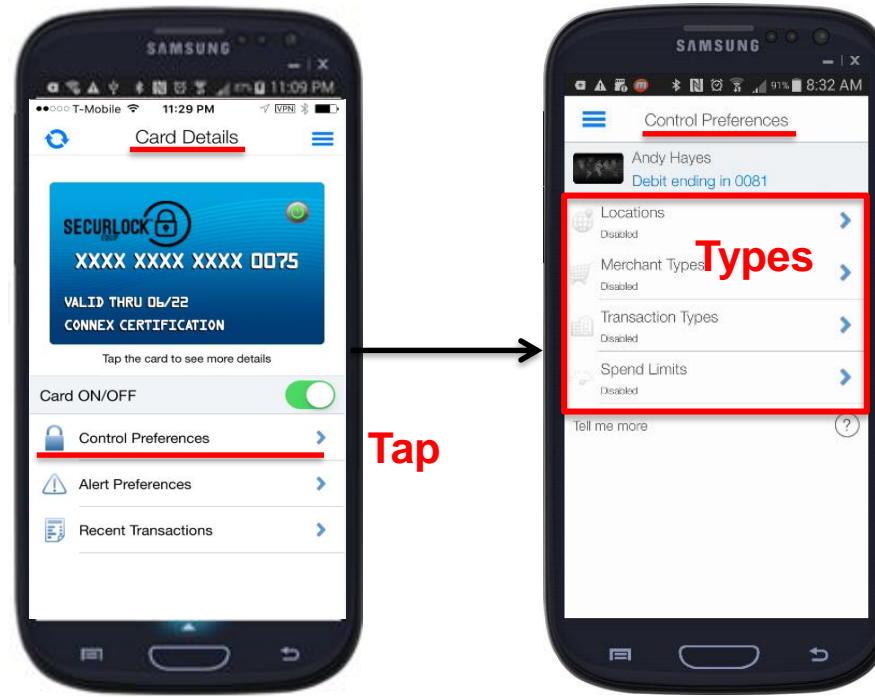 SAMSUNG
11:09 PM
T-Mobile 11:29 PM VPN
Card Details
SECURLOCK
EQUIP
XXXX XXXX XXXX 0075
VALID THRU 06/22
CONNEX CERTIFICATION
Tap the card to see more details
Card ON/OFF
Control Preferences
Alert Preferences
Recent Transactions
Tap
SAMSUNG
91% 8:32 AM
Control Preferences
Andy Hayes
Debit ending in 0081
Locations
Disabled
Types
Merchant Types
Disabled
Transaction Types
Disabled
Spend Limits
Disabled
Tell me more ?